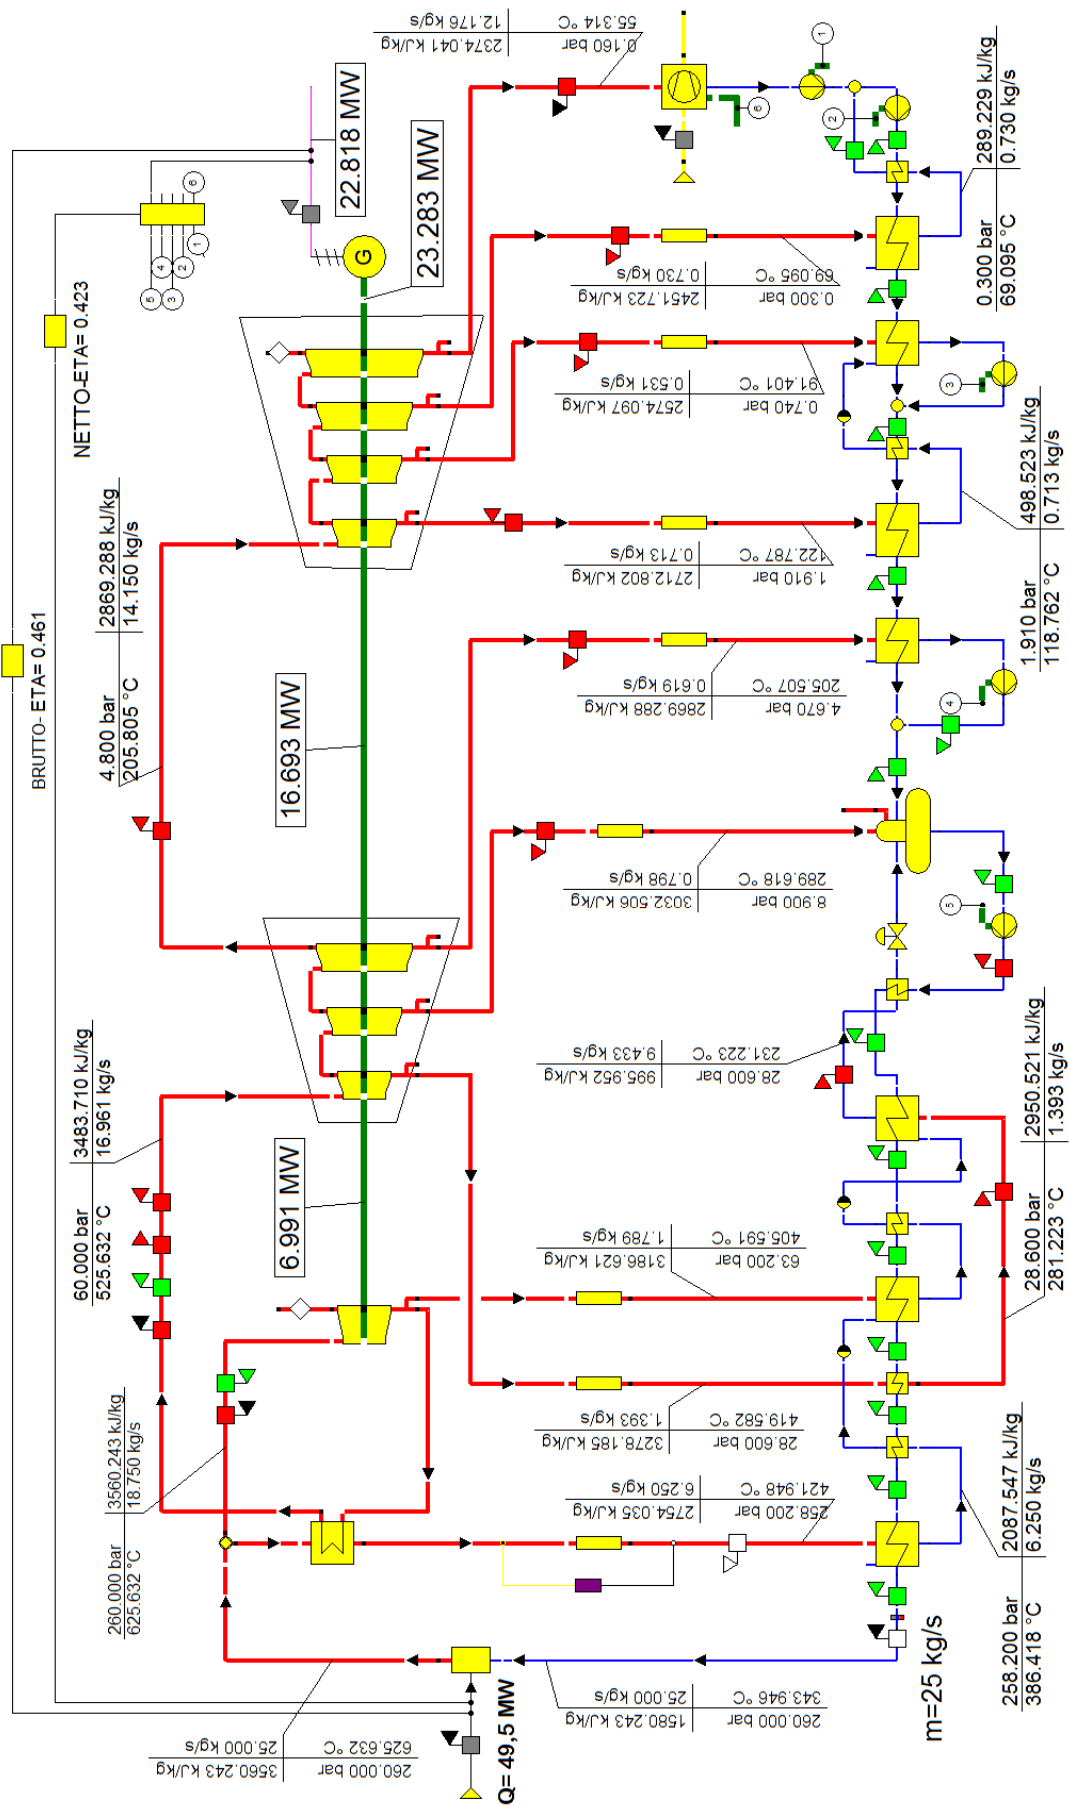 BRUTTO- ETA= 0.461
NETTO-ETA= 0.423
5
4
3
2
1
6
22.818 MW
G
23.283 MW
55.314 °C
12.176 kg/s
0.160 bar
2374.041 kJ/kg
1
2
6
289.229 kJ/kg
0.730 kg/s
0.300 bar
69.095 °C
69.095 °C
0.730 kg/s
0.300 bar
2451.723 kJ/kg
91.401 °C
0.531 kg/s
0.740 bar
2574.097 kJ/kg
3
498.523 kJ/kg
0.713 kg/s
1.910 bar
118.762 °C
122.787 °C
0.713 kg/s
1.910 bar
2712.802 kJ/kg
2869.288 kJ/kg
14.150 kg/s
4.800 bar
205.805 °C
16.693 MW
205.507 °C
0.619 kg/s
4.670 bar
2869.288 kJ/kg
4
289.618 °C
0.798 kg/s
8.900 bar
3032.506 kJ/kg
5
231.223 °C
9.433 kg/s
28.600 bar
995.952 kJ/kg
3483.710 kJ/kg
16.961 kg/s
60.000 bar
525.632 °C
6.991 MW
2950.521 kJ/kg
1.393 kg/s
28.600 bar
281.223 °C
405.591 °C
1.789 kg/s
63.200 bar
3186.621 kJ/kg
419.582 °C
1.393 kg/s
28.600 bar
3278.185 kJ/kg
3560.243 kJ/kg
18.750 kg/s
260.000 bar
625.632 °C
421.948 °C
6.250 kg/s
258.200 bar
2754.035 kJ/kg
2087.547 kJ/kg
6.250 kg/s
258.200 bar
386.418 °C
m=25 kg/s
343.946 °C
25.000 kg/s
260.000 bar
1580.243 kJ/kg
Q= 49,5 MW
625.632 °C
25.000 kg/s
260.000 bar
3560.243 kJ/kg